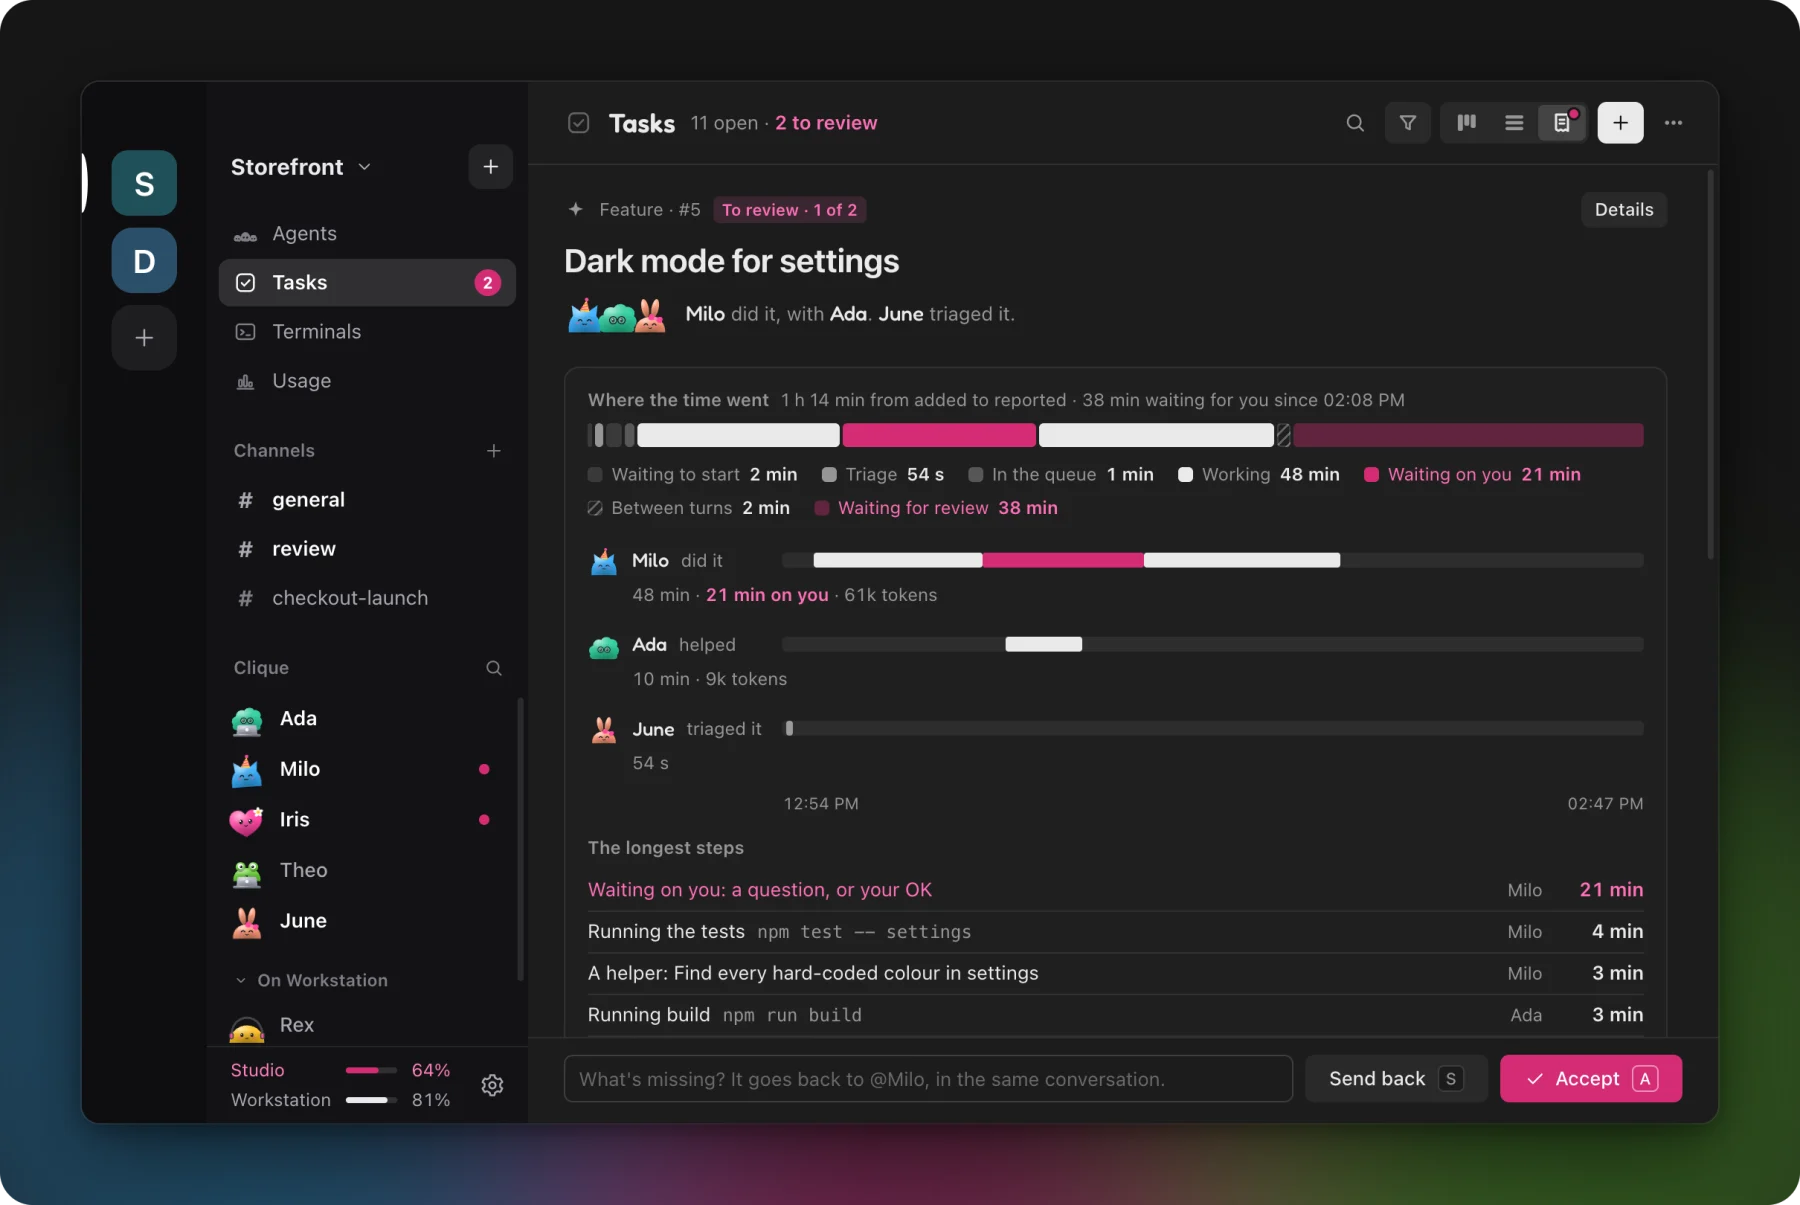 S
D
Storefront
Agents
Tasks 2
Terminals
Usage
Channels
# general
# review
# checkout-launch
Clique
Ada
Milo
Iris
Theo
June
On Workstation
Rex
Studio 64%
Workstation 81%
Tasks 11 open · 2 to review
Feature · #5 To review · 1 of 2
Details
Dark mode for settings
Milo did it, with Ada. June triaged it.
Where the time went 1 h 14 min from added to reported · 38 min waiting for you since 02:08 PM
Waiting to start 2 min Triage 54 s In the queue 1 min Working 48 min Waiting on you 21 min
Between turns 2 min Waiting for review 38 min
Milo did it
48 min · 21 min on you · 61k tokens
Ada helped
10 min · 9k tokens
June triaged it
54 s
12:54 PM 02:47 PM
The longest steps
Waiting on you: a question, or your OK Milo 21 min
Running the tests npm test -- settings Milo 4 min
A helper: Find every hard-coded colour in settings Milo 3 min
Running build npm run build Ada 3 min
What's missing? It goes back to @Milo, in the same conversation.
Send back S
Accept A